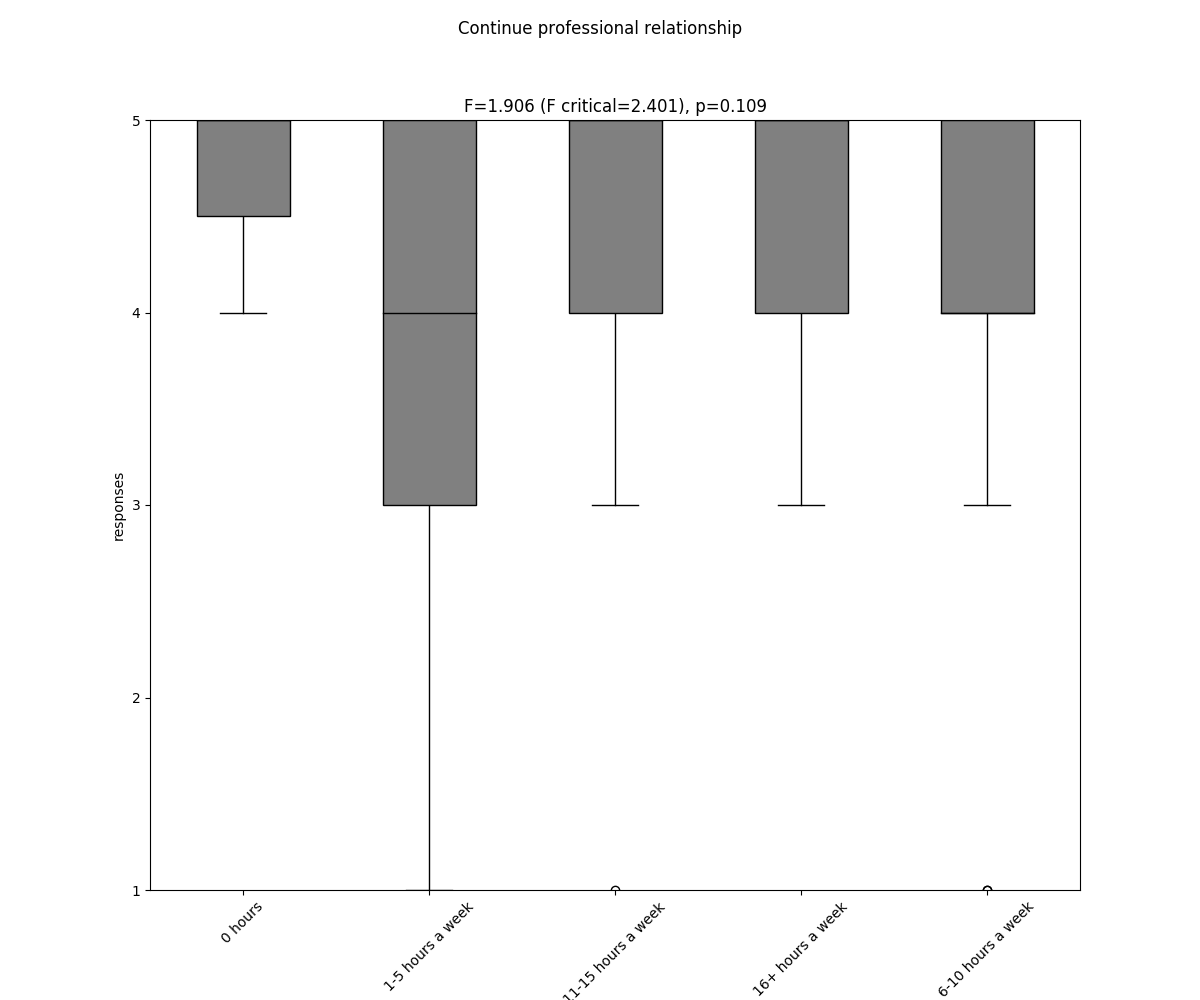 Continue professional relationship
F=1.906 (F critical=2.401), p=0.109
5
4
3
2
1
responses
0 hours
1-5 hours a week
11-15 hours a week
16+ hours a week
6-10 hours a week